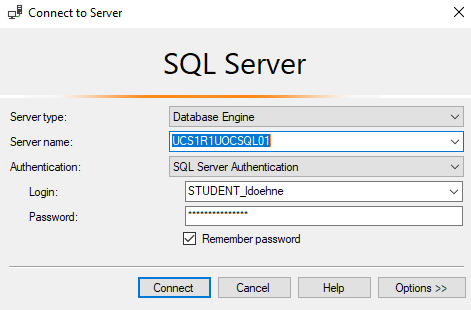 Connect to Server
SQL Server
Server type: Database Engine
Server name: UCS1R1UOCSQL01
Authentication: SQL Server Authentication
Login: STUDENT_ldoehne
Password: ***************
Remember password
Connect Cancel Help Options >>